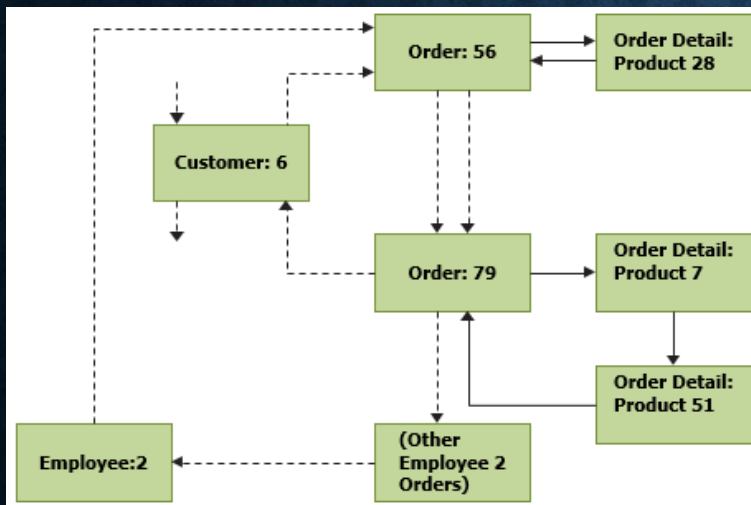 Order: 56
Order Detail:
Product 28
Customer: 6
Order: 79
Order Detail:
Product 7
Order Detail:
Product 51
Employee:2
(Other
Employee 2
Orders)